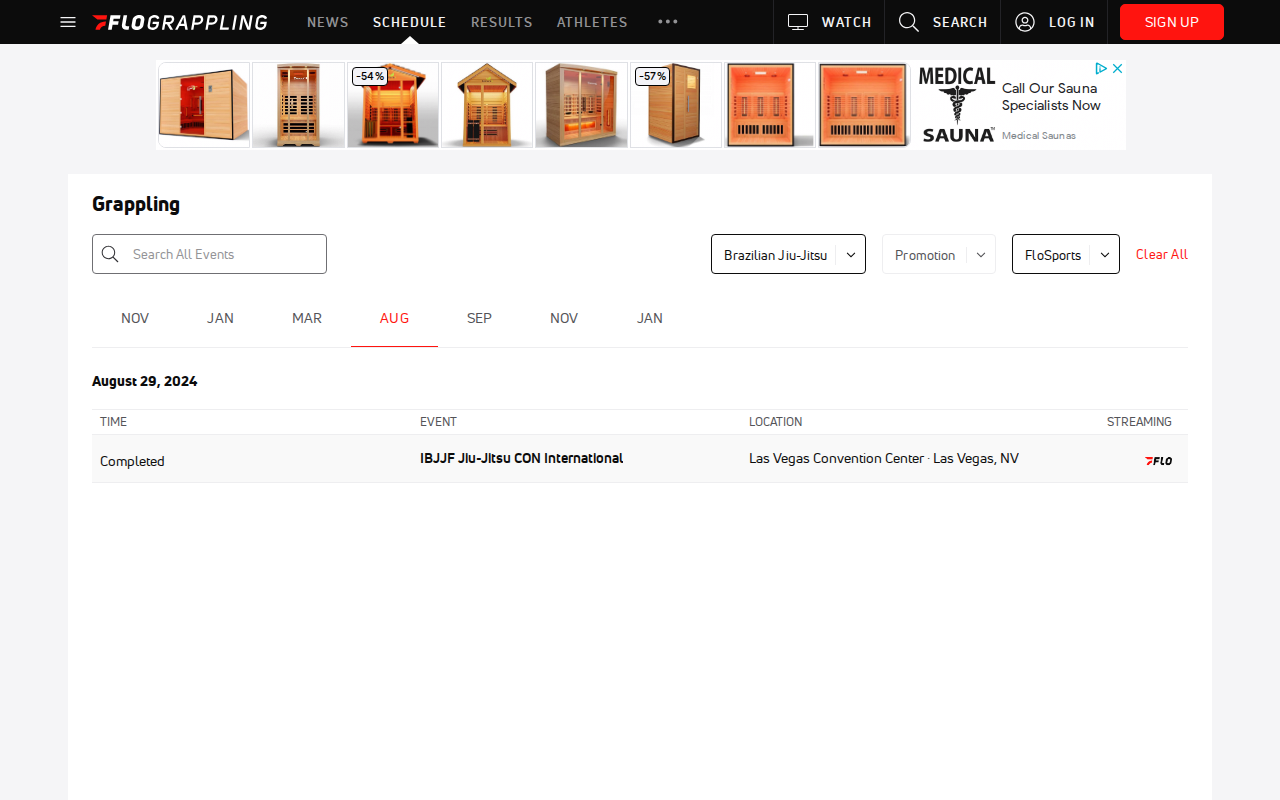 FLOGRAPPLING NEWS SCHEDULE RESULTS ATHLETES WATCH SEARCH LOG IN SIGN UP
-54%
-57%
MEDICAL
SAUNA
Call Our Sauna
Specialists Now
Medical Saunas
Grappling
Search All Events Brazilian Jiu-Jitsu Promotion FloSports Clear All
NOV JAN MAR AUG SEP NOV JAN
August 29, 2024
TIME EVENT LOCATION STREAMING
Completed IBJJF Jiu-Jitsu CON International Las Vegas Convention Center · Las Vegas, NV FLO